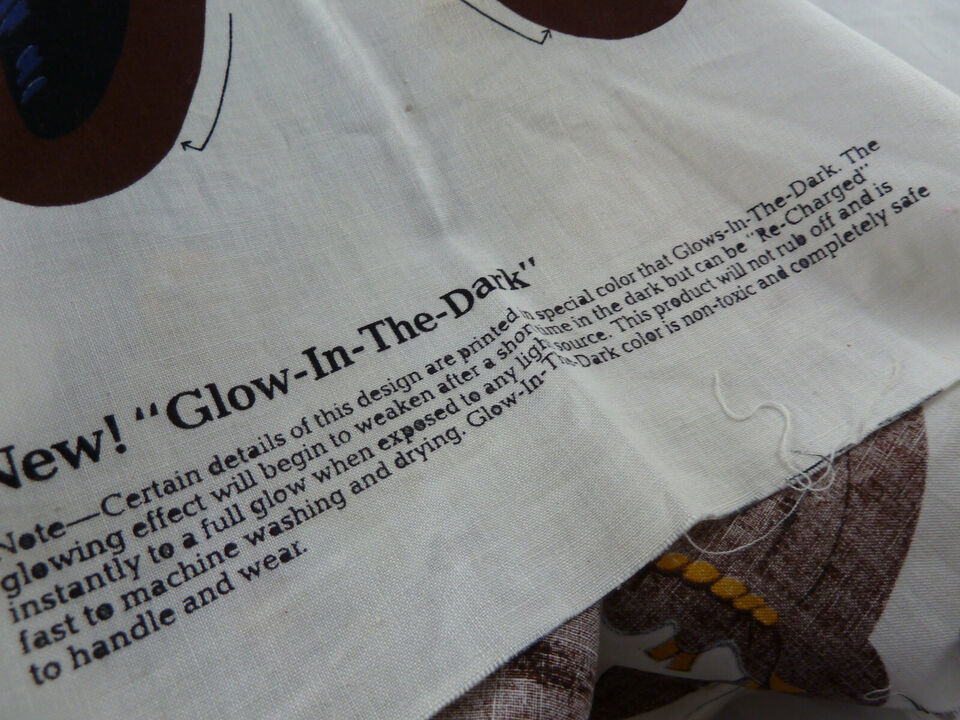 New! "Glow-In-The-Dark"
Note—Certain details of this design are printed in special color that Glows-In-The-Dark. The
glowing effect will begin to weaken after a short time in the dark but can be "Re-Charged"
instantly to a full glow when exposed to any light source. This product will not rub off and is
fast to machine washing and drying. Glow-In-The-Dark color is non-toxic and completely safe
to handle and wear.